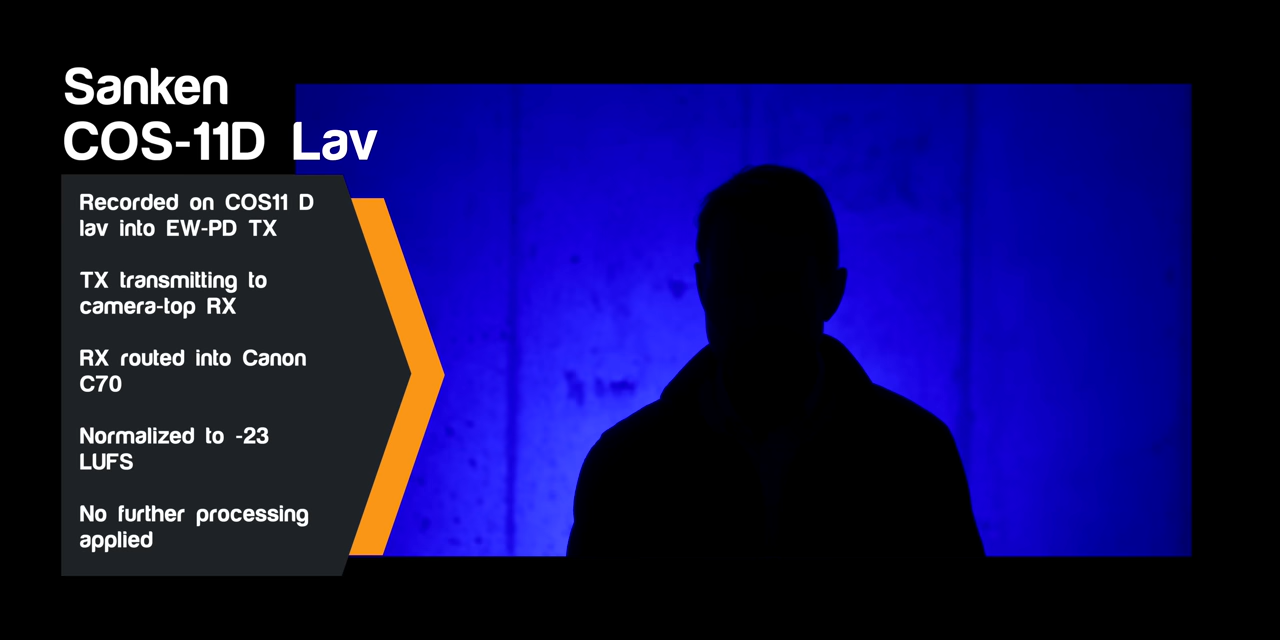 Sanken
COS-11D Lav
Recorded on COS11 D
lav into EW-PD TX
TX transmitting to
camera-top RX
RX routed into Canon
C70
Normalized to -23
LUFS
No further processing
applied